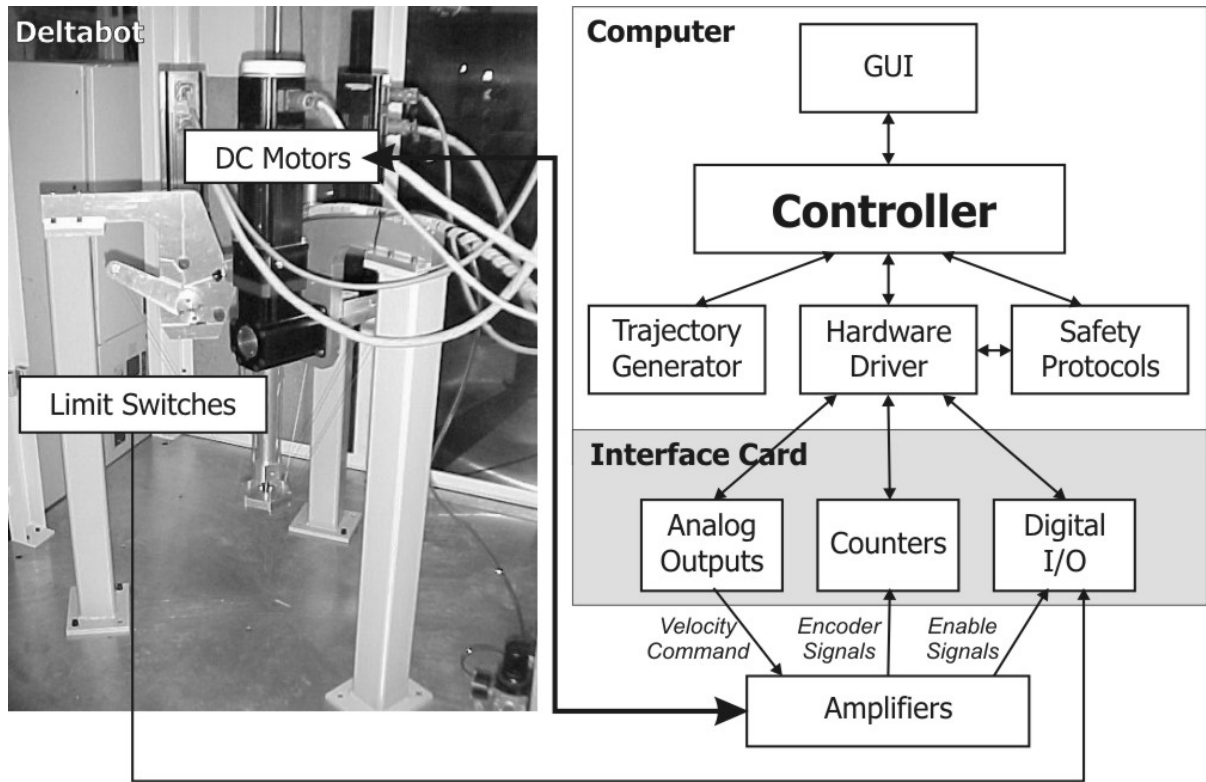 Deltabot
DC Motors
Limit Switches
Computer
GUI
Controller
Trajectory
Generator
Hardware
Driver
Safety
Protocols
Interface Card
Analog
Outputs
Counters
Digital
I/O
Velocity
Command
Encoder
Signals
Enable
Signals
Amplifiers